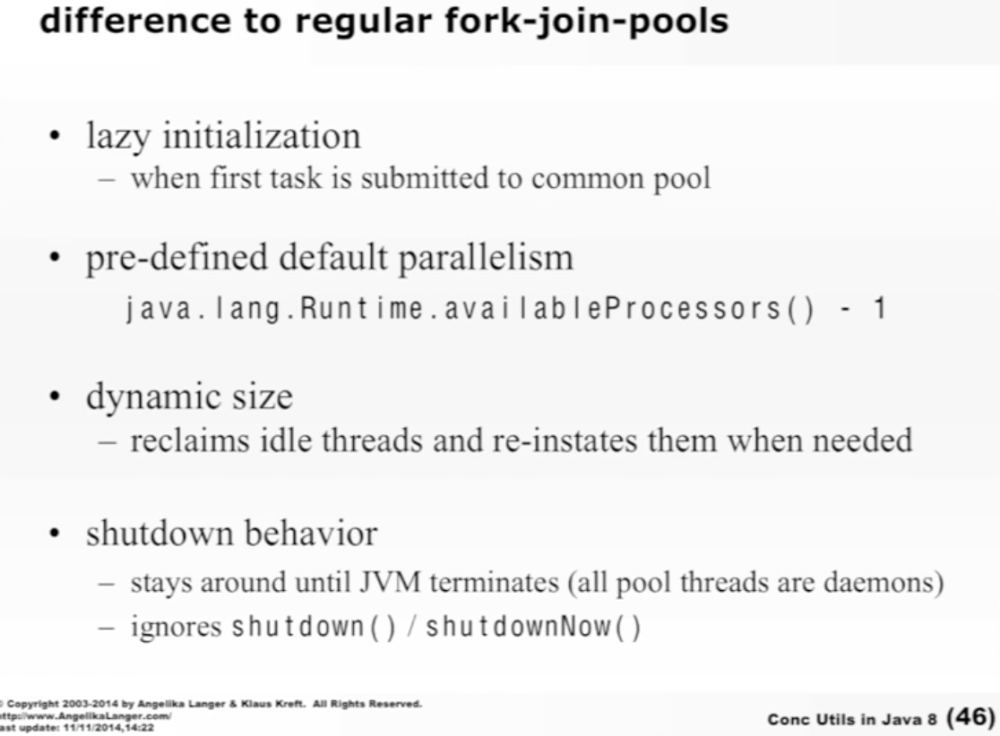 difference to regular fork-join-pools
• lazy initialization
– when first task is submitted to common pool
• pre-defined default parallelism
java.lang.Runtime.availableProcessors() - 1
• dynamic size
– reclaims idle threads and re-instates them when needed
• shutdown behavior
– stays around until JVM terminates (all pool threads are daemons)
– ignores shutdown() / shutdownNow()
© Copyright 2003-2014 by Angelika Langer & Klaus Kreft. All Rights Reserved.
http://www.AngelikaLanger.com/
last update: 11/11/2014,14:22
Conc Utils in Java 8 (46)